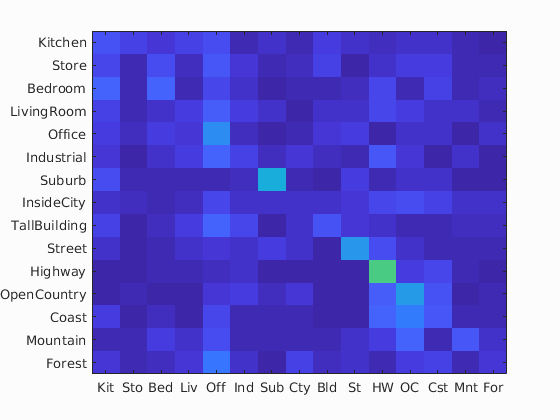 Kitchen
Store
Bedroom
LivingRoom
Office
Industrial
Suburb
InsideCity
TallBuilding
Street
Highway
OpenCountry
Coast
Mountain
Forest
Kit Sto Bed Liv Off Ind Sub Cty Bld St HW OC Cst Mnt For